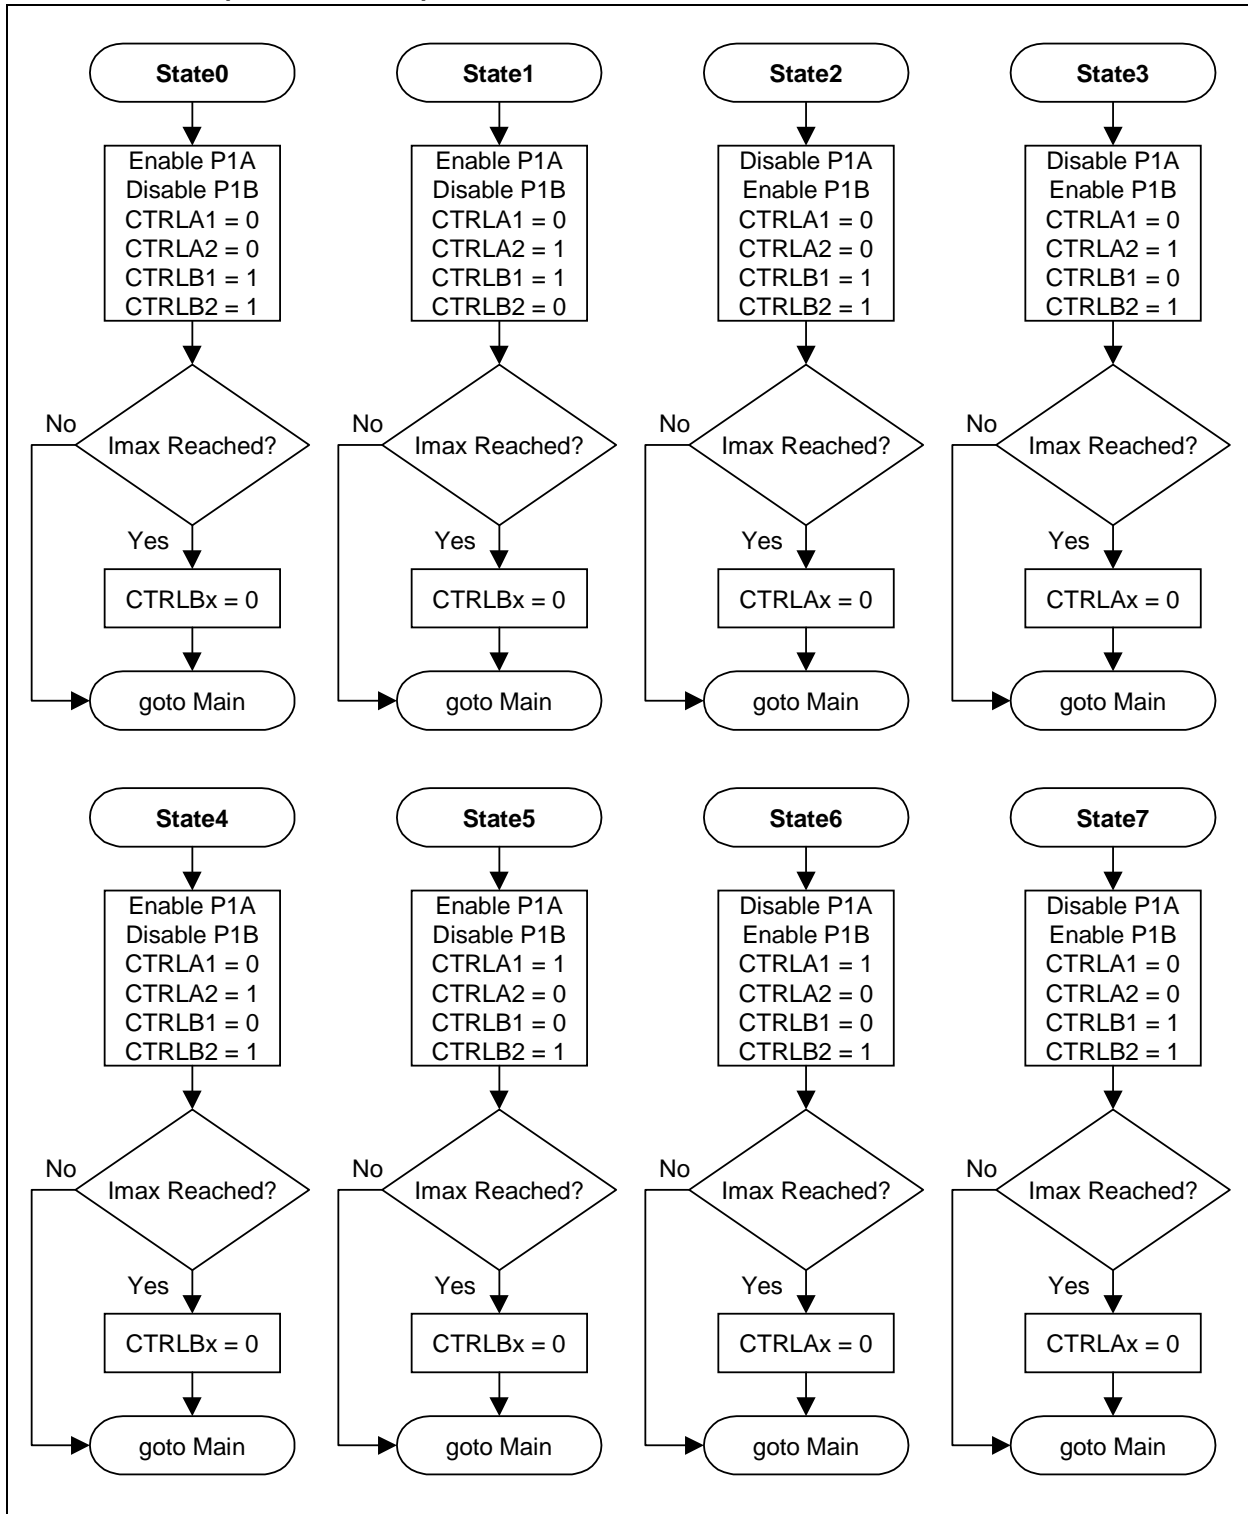 State0
Enable P1A
Disable P1B
CTRLA1 = 0
CTRLA2 = 0
CTRLB1 = 1
CTRLB2 = 1
Imax Reached?
No
Yes
CTRLBx = 0
goto Main
State1
Enable P1A
Disable P1B
CTRLA1 = 0
CTRLA2 = 1
CTRLB1 = 1
CTRLB2 = 0
Imax Reached?
No
Yes
CTRLBx = 0
goto Main
State2
Disable P1A
Enable P1B
CTRLA1 = 0
CTRLA2 = 0
CTRLB1 = 1
CTRLB2 = 1
Imax Reached?
No
Yes
CTRLAx = 0
goto Main
State3
Disable P1A
Enable P1B
CTRLA1 = 0
CTRLA2 = 1
CTRLB1 = 0
CTRLB2 = 1
Imax Reached?
No
Yes
CTRLAx = 0
goto Main
State4
Enable P1A
Disable P1B
CTRLA1 = 0
CTRLA2 = 1
CTRLB1 = 0
CTRLB2 = 1
Imax Reached?
No
Yes
CTRLBx = 0
goto Main
State5
Enable P1A
Disable P1B
CTRLA1 = 1
CTRLA2 = 0
CTRLB1 = 0
CTRLB2 = 1
Imax Reached?
No
Yes
CTRLBx = 0
goto Main
State6
Disable P1A
Enable P1B
CTRLA1 = 1
CTRLA2 = 0
CTRLB1 = 0
CTRLB2 = 1
Imax Reached?
No
Yes
CTRLAx = 0
goto Main
State7
Disable P1A
Enable P1B
CTRLA1 = 0
CTRLA2 = 0
CTRLB1 = 1
CTRLB2 = 1
Imax Reached?
No
Yes
CTRLAx = 0
goto Main